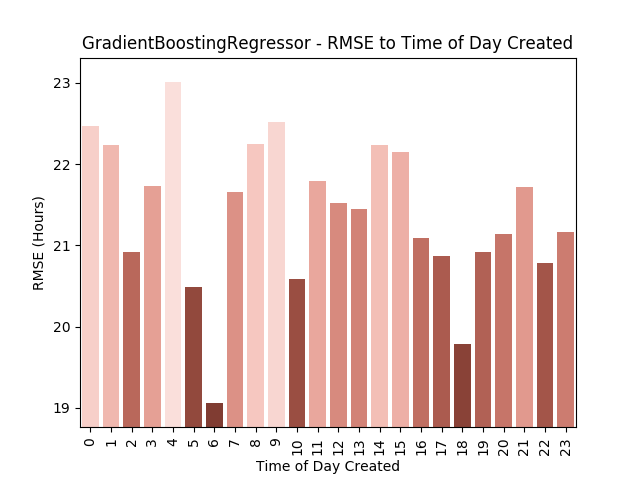 GradientBoostingRegressor - RMSE to Time of Day Created
23
22
21
20
19
RMSE (Hours)
0 1 2 3 4 5 6 7 8 9 10 11 12 13 14 15 16 17 18 19 20 21 22 23
Time of Day Created